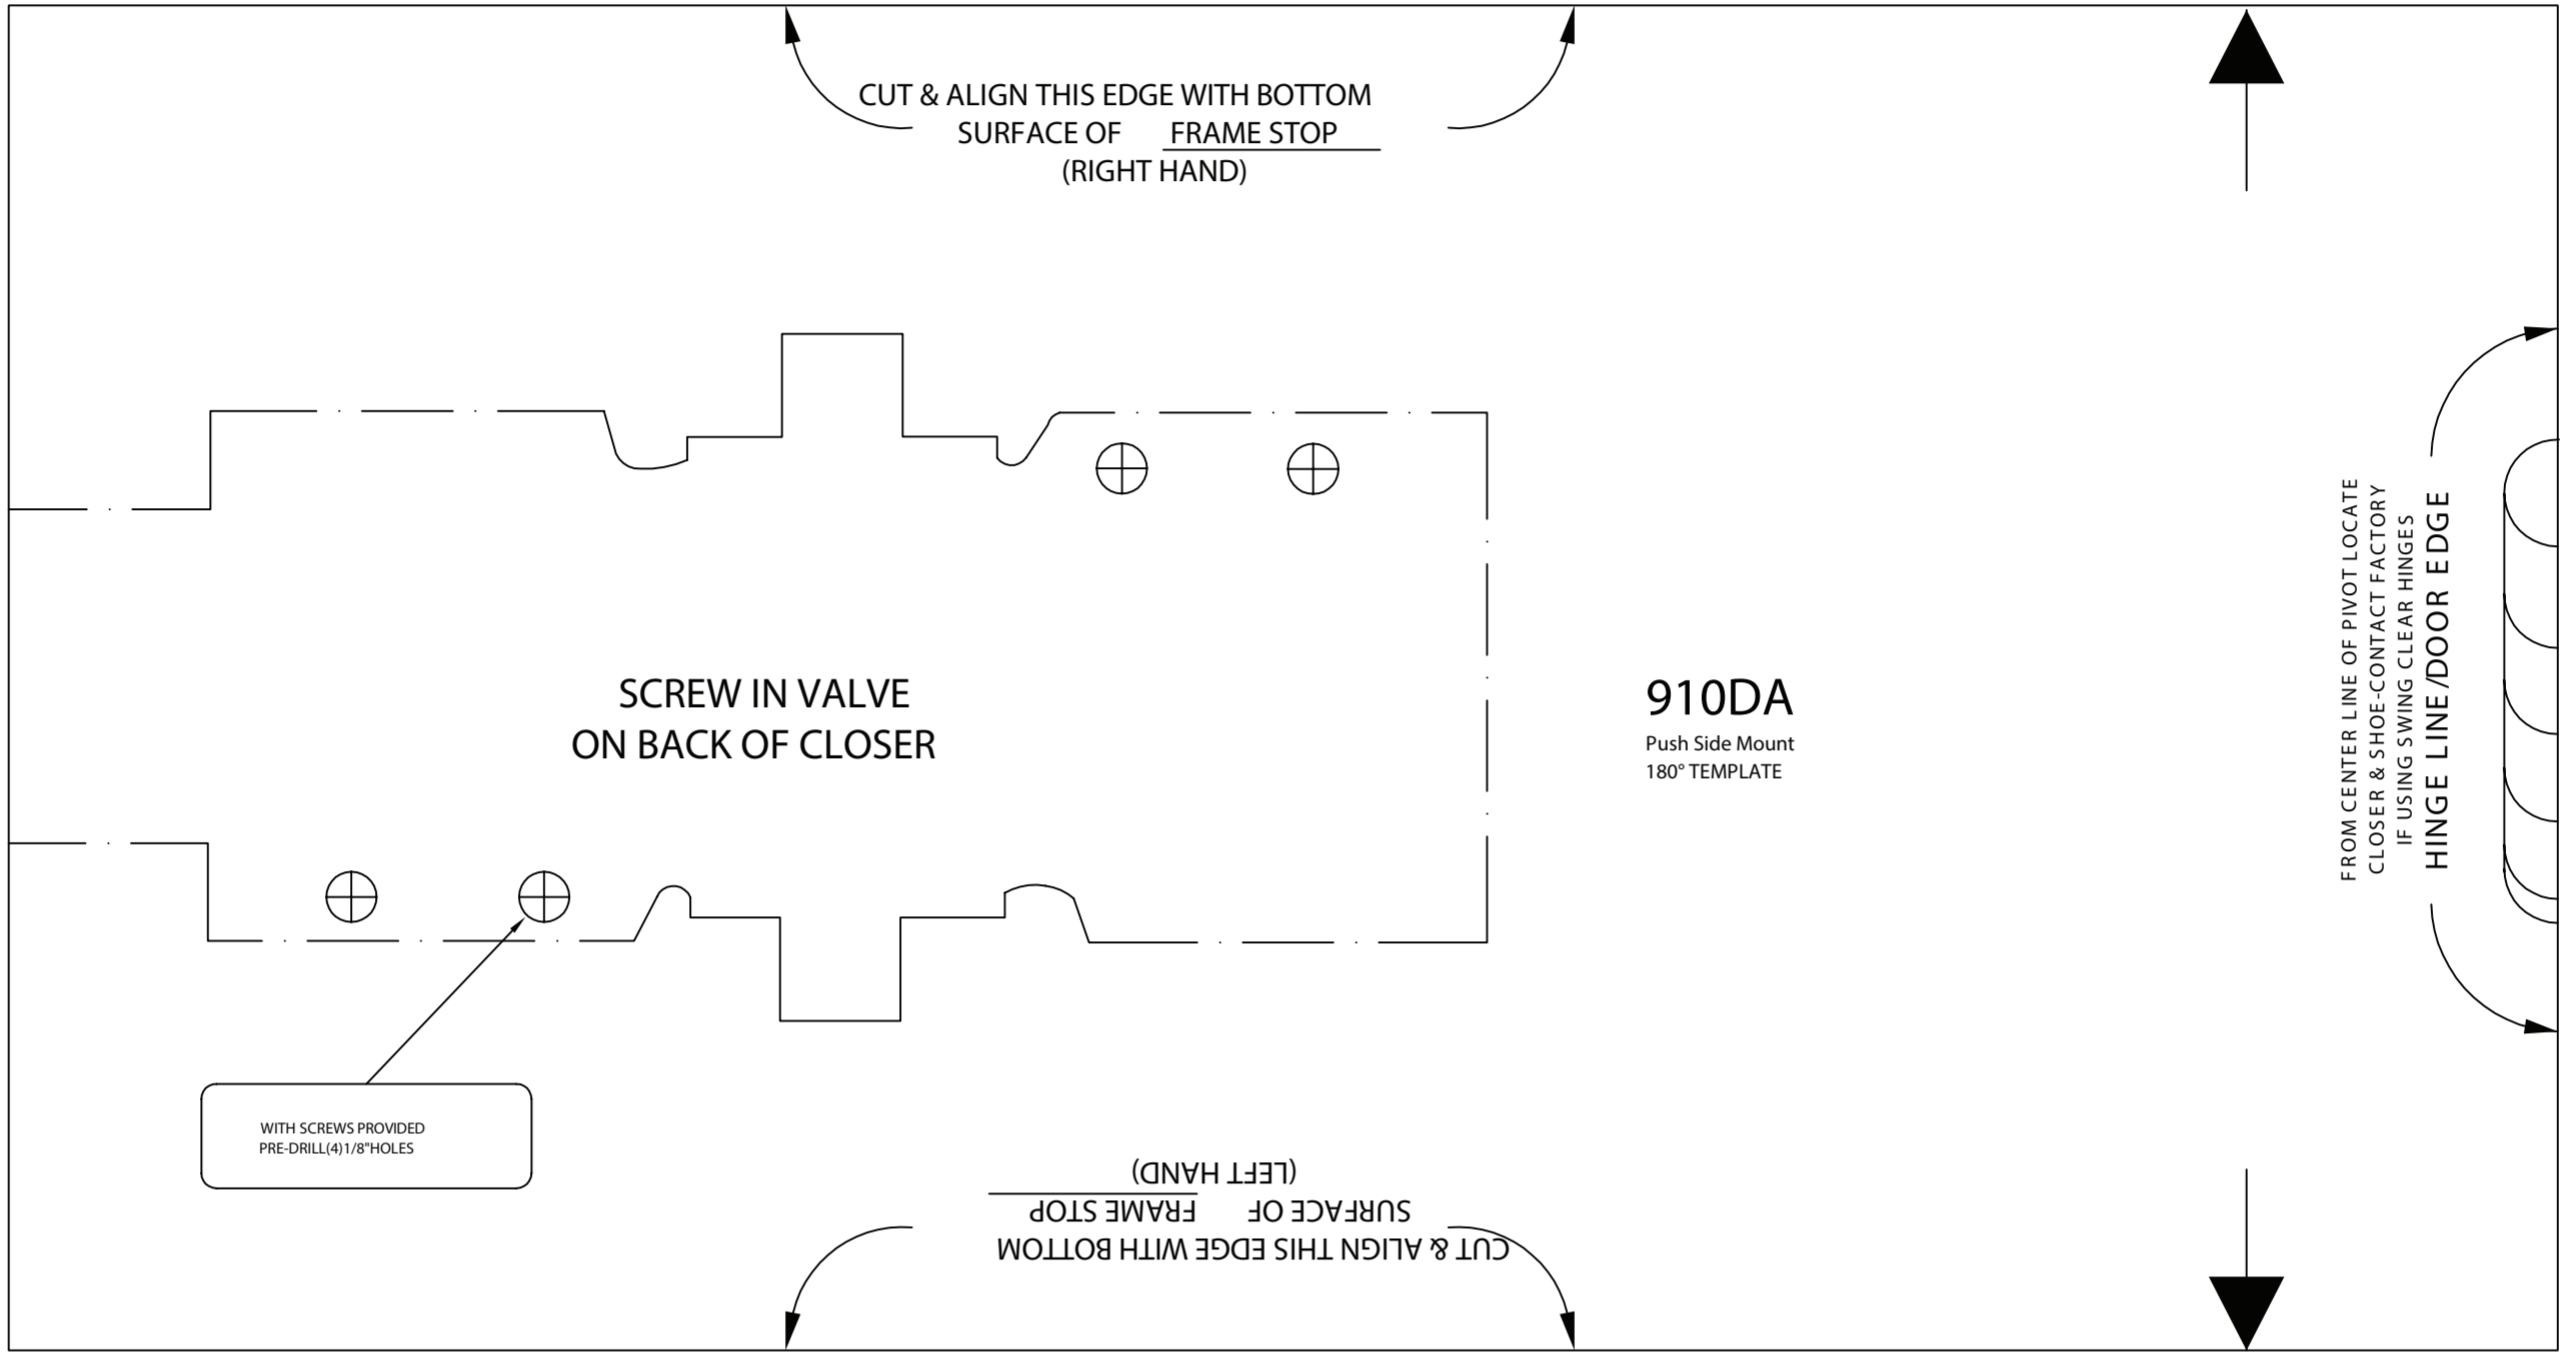 CUT & ALIGN THIS EDGE WITH BOTTOM
SURFACE OF FRAME STOP
(RIGHT HAND)
SCREW IN VALVE
ON BACK OF CLOSER
910DA
Push Side Mount
180° TEMPLATE
FROM CENTER LINE OF PIVOT LOCATE
CLOSER & SHOE-CONTACT FACTORY
IF USING SWING CLEAR HINGES
HINGE LINE/DOOR EDGE
WITH SCREWS PROVIDED
PRE-DRILL(4)1/8"HOLES
CUT & ALIGN THIS EDGE WITH BOTTOM
SURFACE OF FRAME STOP
(LEFT HAND)